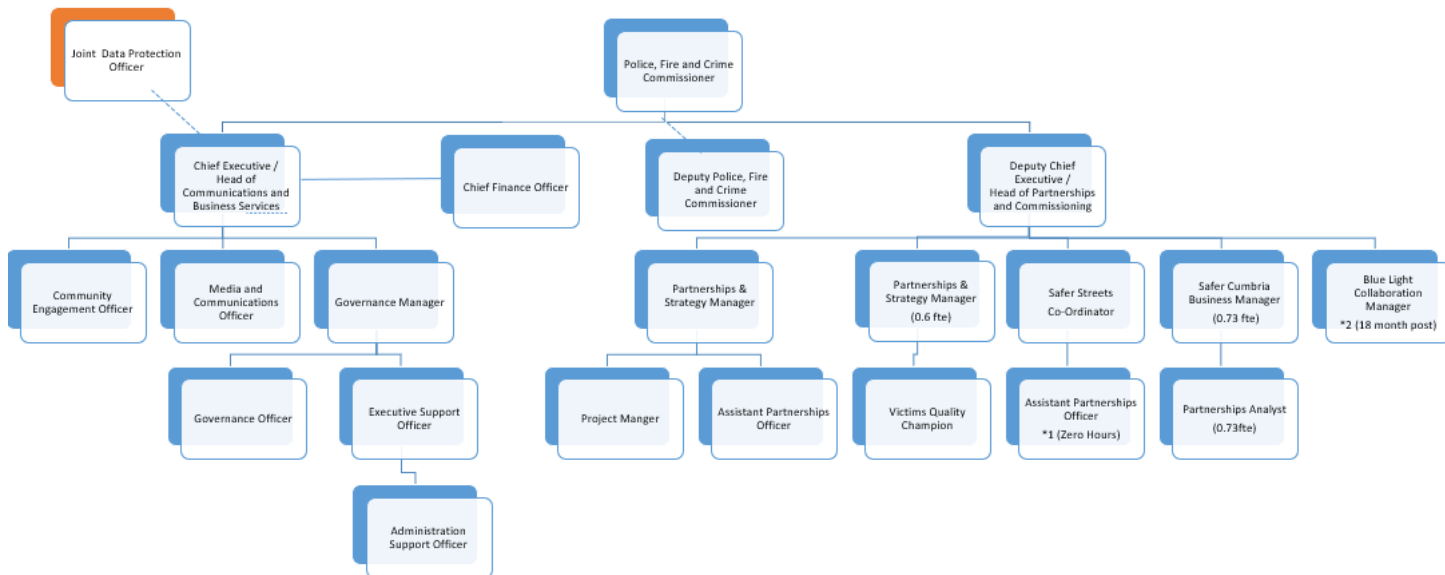 Joint Data Protection
Officer
Police, Fire and Crime
Commissioner
Chief Executive /
Head of
Communications and
Business Services
Chief Finance Officer
Deputy Police, Fire
and Crime
Commissioner
Deputy Chief
Executive /
Head of Partnerships
and Commissioning
Community
Engagement Officer
Media and
Communications
Officer
Governance Manager
Partnerships &
Strategy Manager
Partnerships &
Strategy Manager
(0.6 fte)
Safer Streets
Co-Ordinator
Safer Cumbria
Business Manager
(0.73 fte)
Blue Light
Collaboration
Manager
*2 (18 month post)
Governance Officer
Executive Support
Officer
Project Manger
Assistant Partnerships
Officer
Victims Quality
Champion
Assistant Partnerships
Officer
*1 (Zero Hours)
Partnerships Analyst
(0.73fte)
Administration
Support Officer